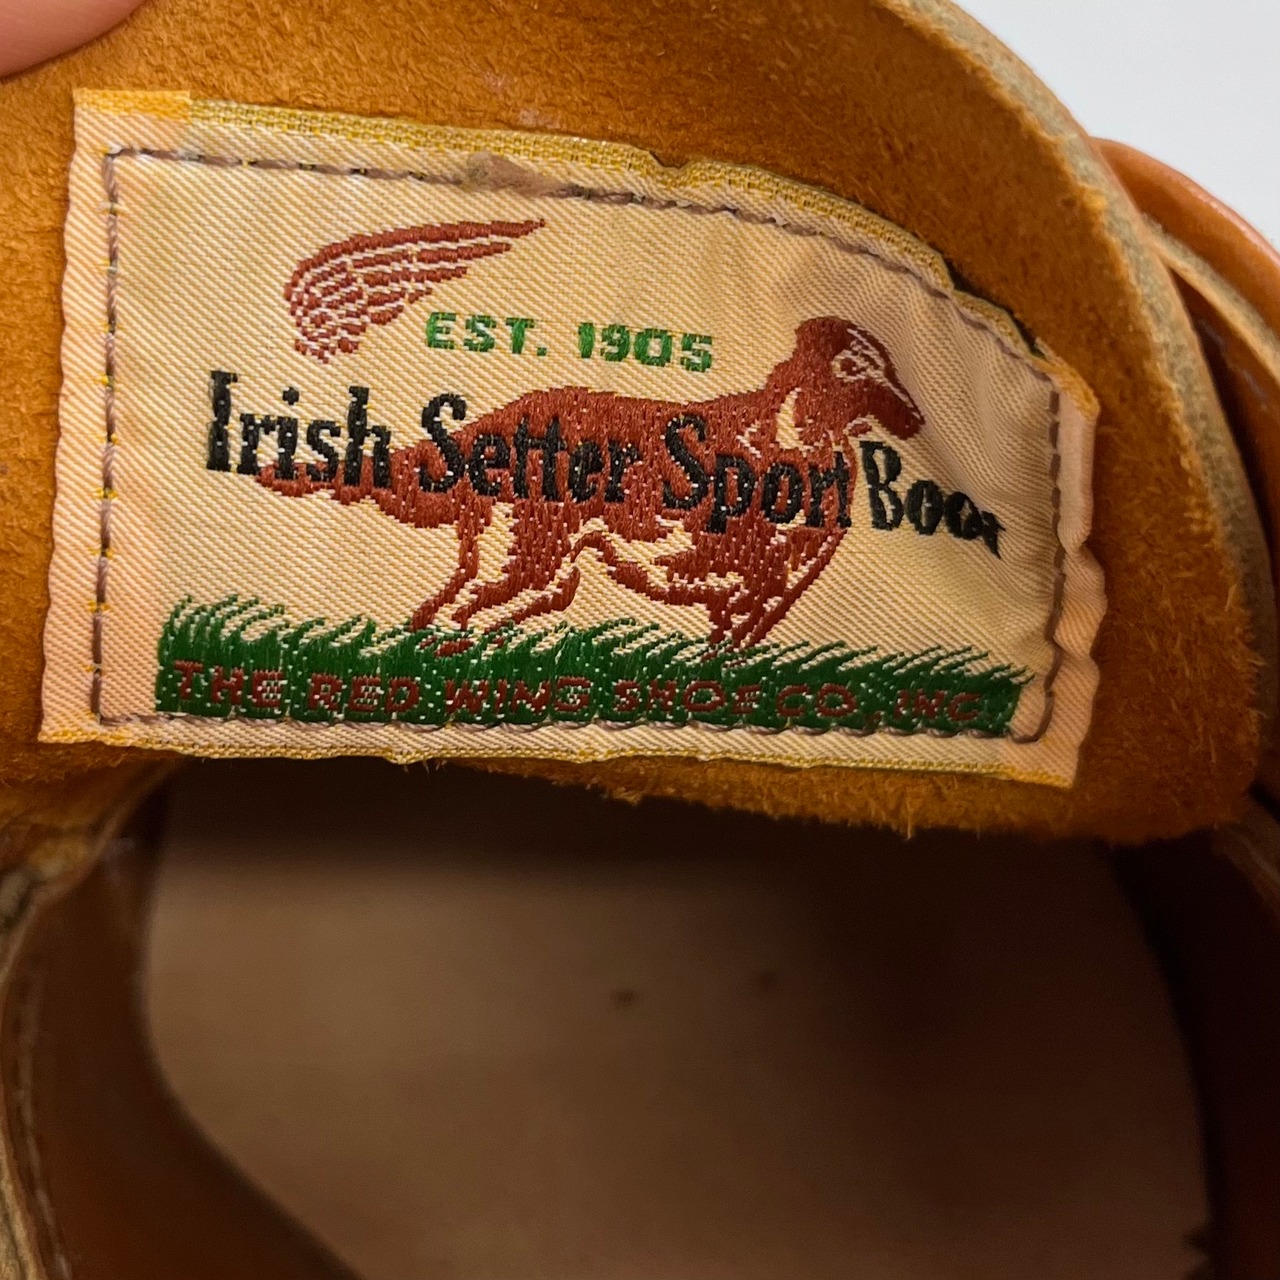 EST. 1905
Irish Setter Sport Boot
THE RED WING SHOE CO., INC